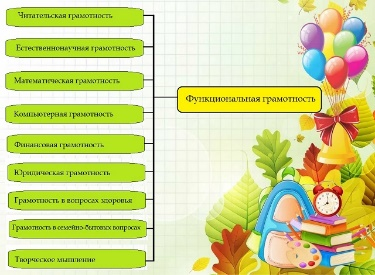 Читательская грамотность
Естественнонаучная грамотность
Математическая грамотность
Функциональная грамотность
Компьютерная грамотность
Финансовая грамотность
Юридическая грамотность
Грамотность в вопросах здоровья
Грамотность в семейно-бытовых вопросах
Творческое мышление